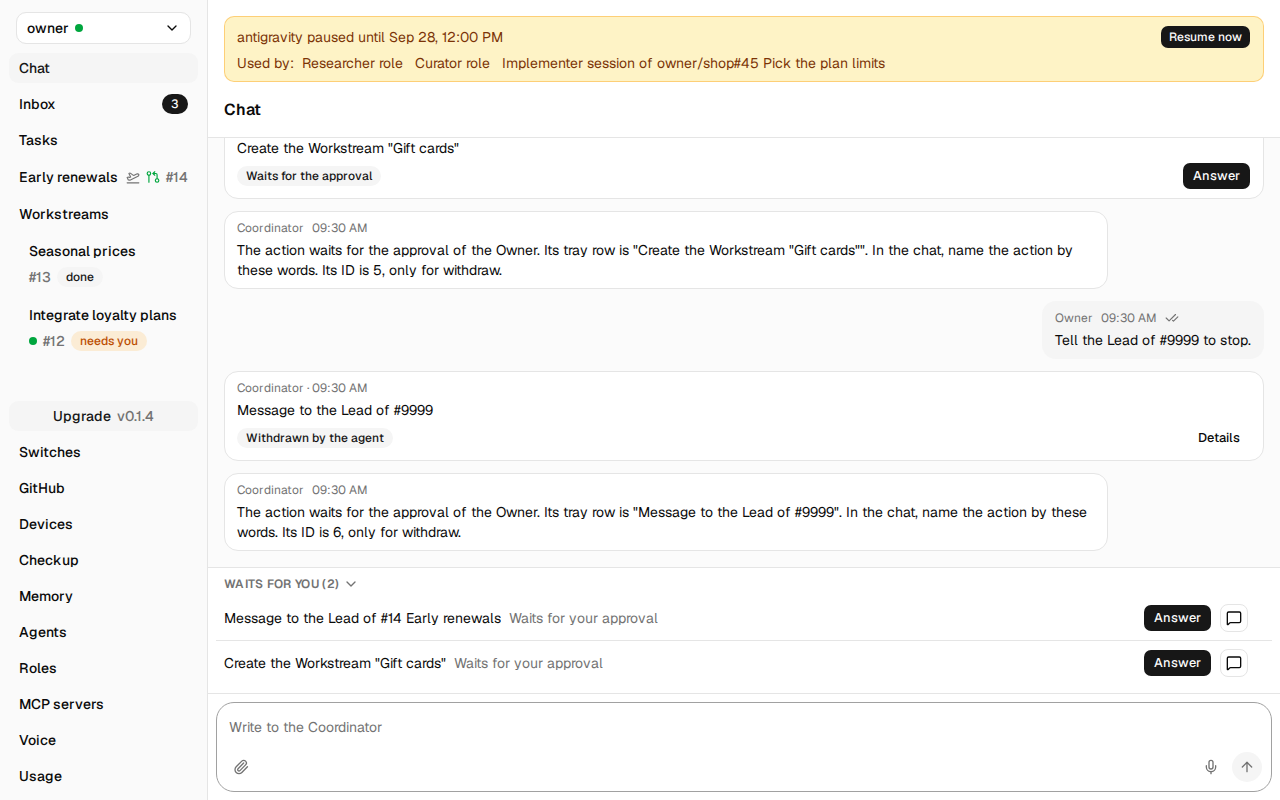 owner
Chat
Inbox 3
Tasks
Early renewals #14
Workstreams
Seasonal prices
#13 done
Integrate loyalty plans
#12 needs you
Upgrade v0.1.4
Switches
GitHub
Devices
Checkup
Memory
Agents
Roles
MCP servers
Voice
Usage
antigravity paused until Sep 28, 12:00 PM
Resume now
Used by: Researcher role Curator role Implementer session of owner/shop#45 Pick the plan limits
Chat
Create the Workstream "Gift cards"
Waits for the approval
Answer
Coordinator 09:30 AM
The action waits for the approval of the Owner. Its tray row is "Create the Workstream "Gift cards"". In the chat, name the action by
these words. Its ID is 5, only for withdraw.
Owner 09:30 AM
Tell the Lead of #9999 to stop.
Coordinator · 09:30 AM
Message to the Lead of #9999
Withdrawn by the agent
Details
Coordinator 09:30 AM
The action waits for the approval of the Owner. Its tray row is "Message to the Lead of #9999". In the chat, name the action by these
words. Its ID is 6, only for withdraw.
WAITS FOR YOU (2)
Message to the Lead of #14 Early renewals Waits for your approval
Answer
Create the Workstream "Gift cards" Waits for your approval
Answer
Write to the Coordinator